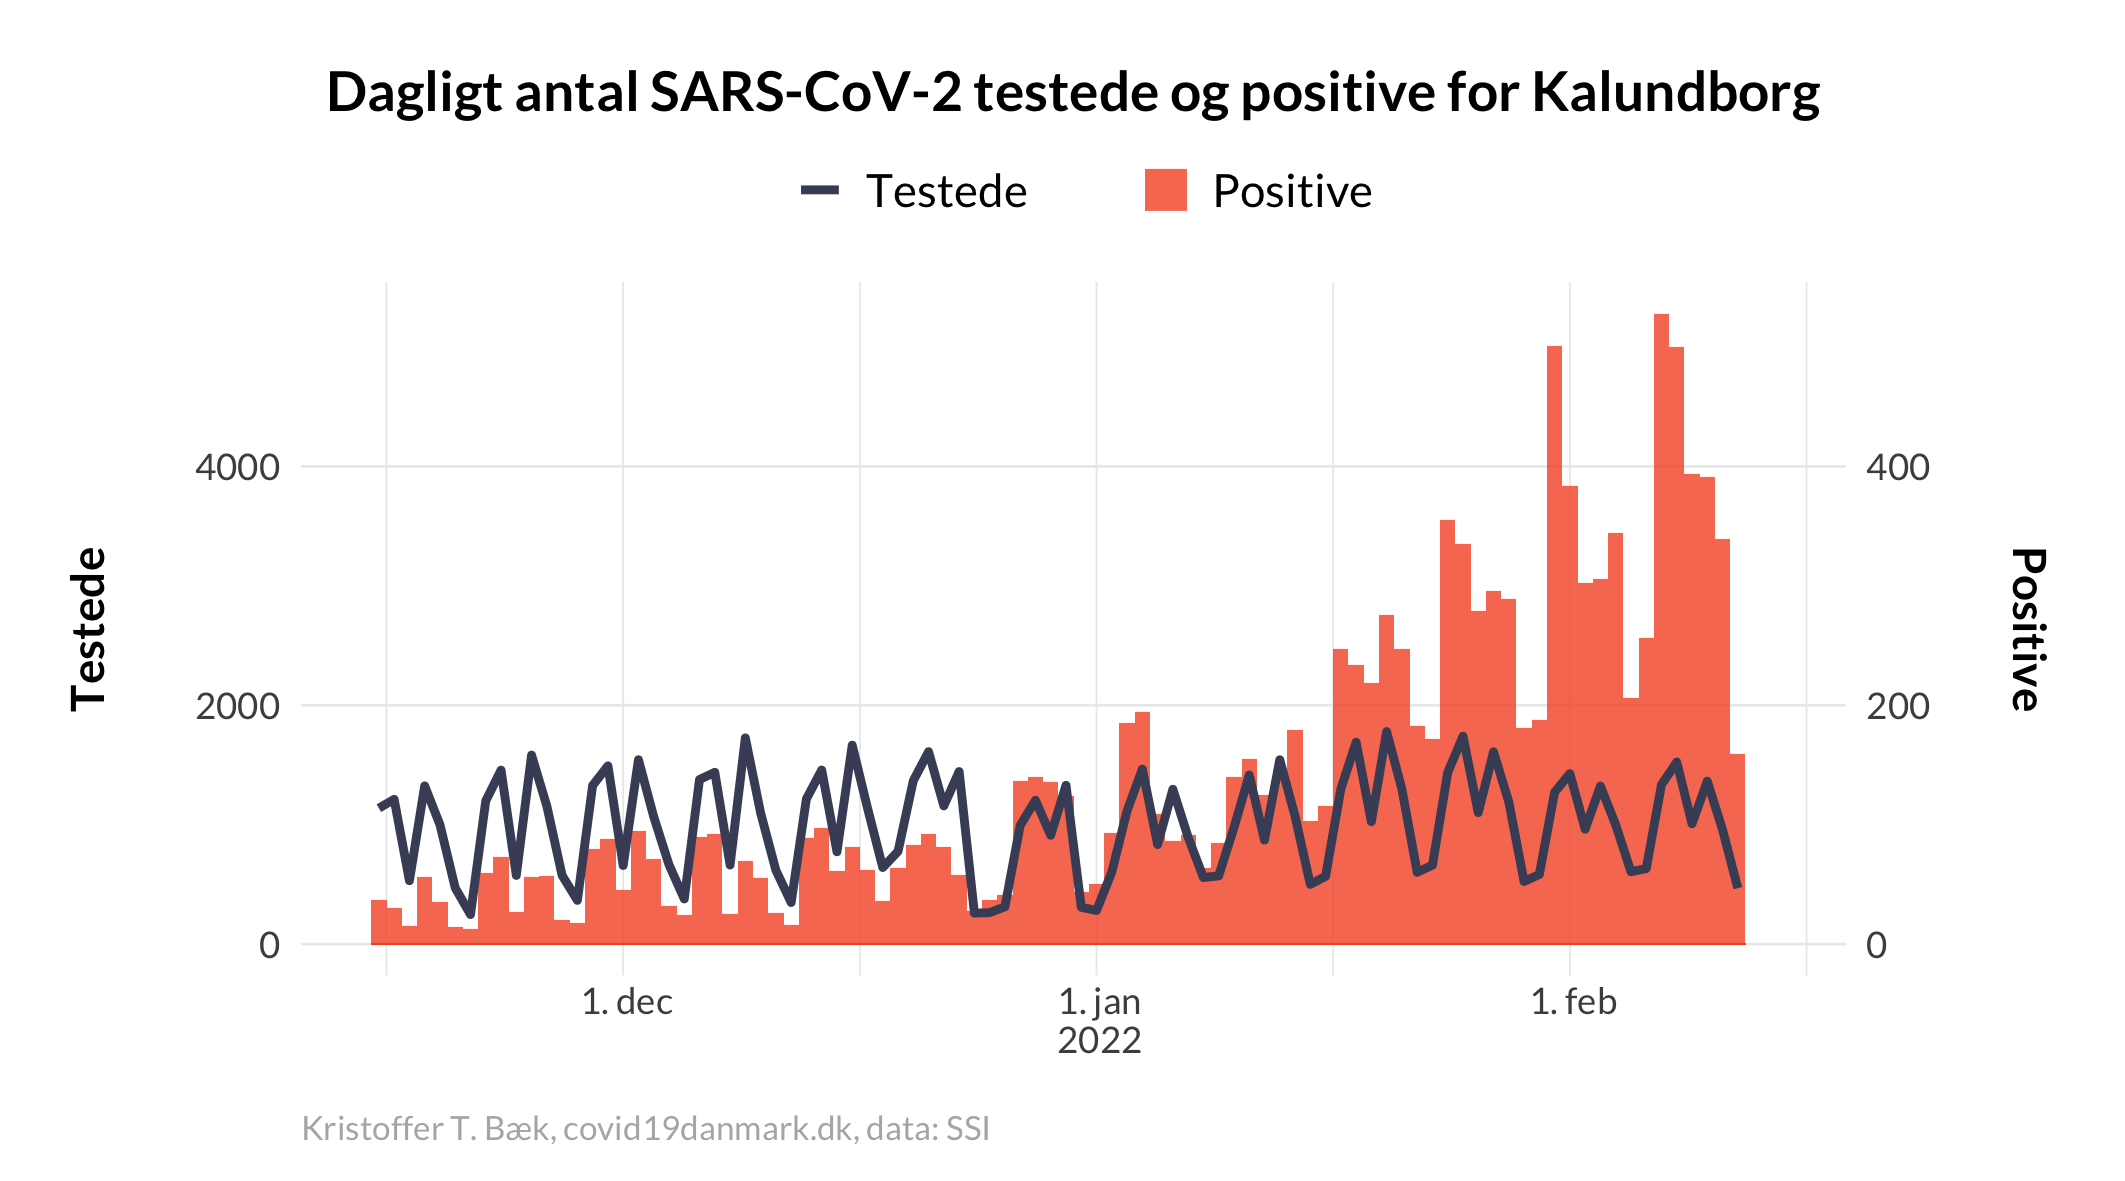 Dagligt antal SARS-CoV-2 testede og positive for Kalundborg
Testede
Positive
4000
2000
0
Testede
400
200
0
Positive
1. dec
1. jan
2022
1. feb
Kristoffer T. Bæk, covid19danmark.dk, data: SSI